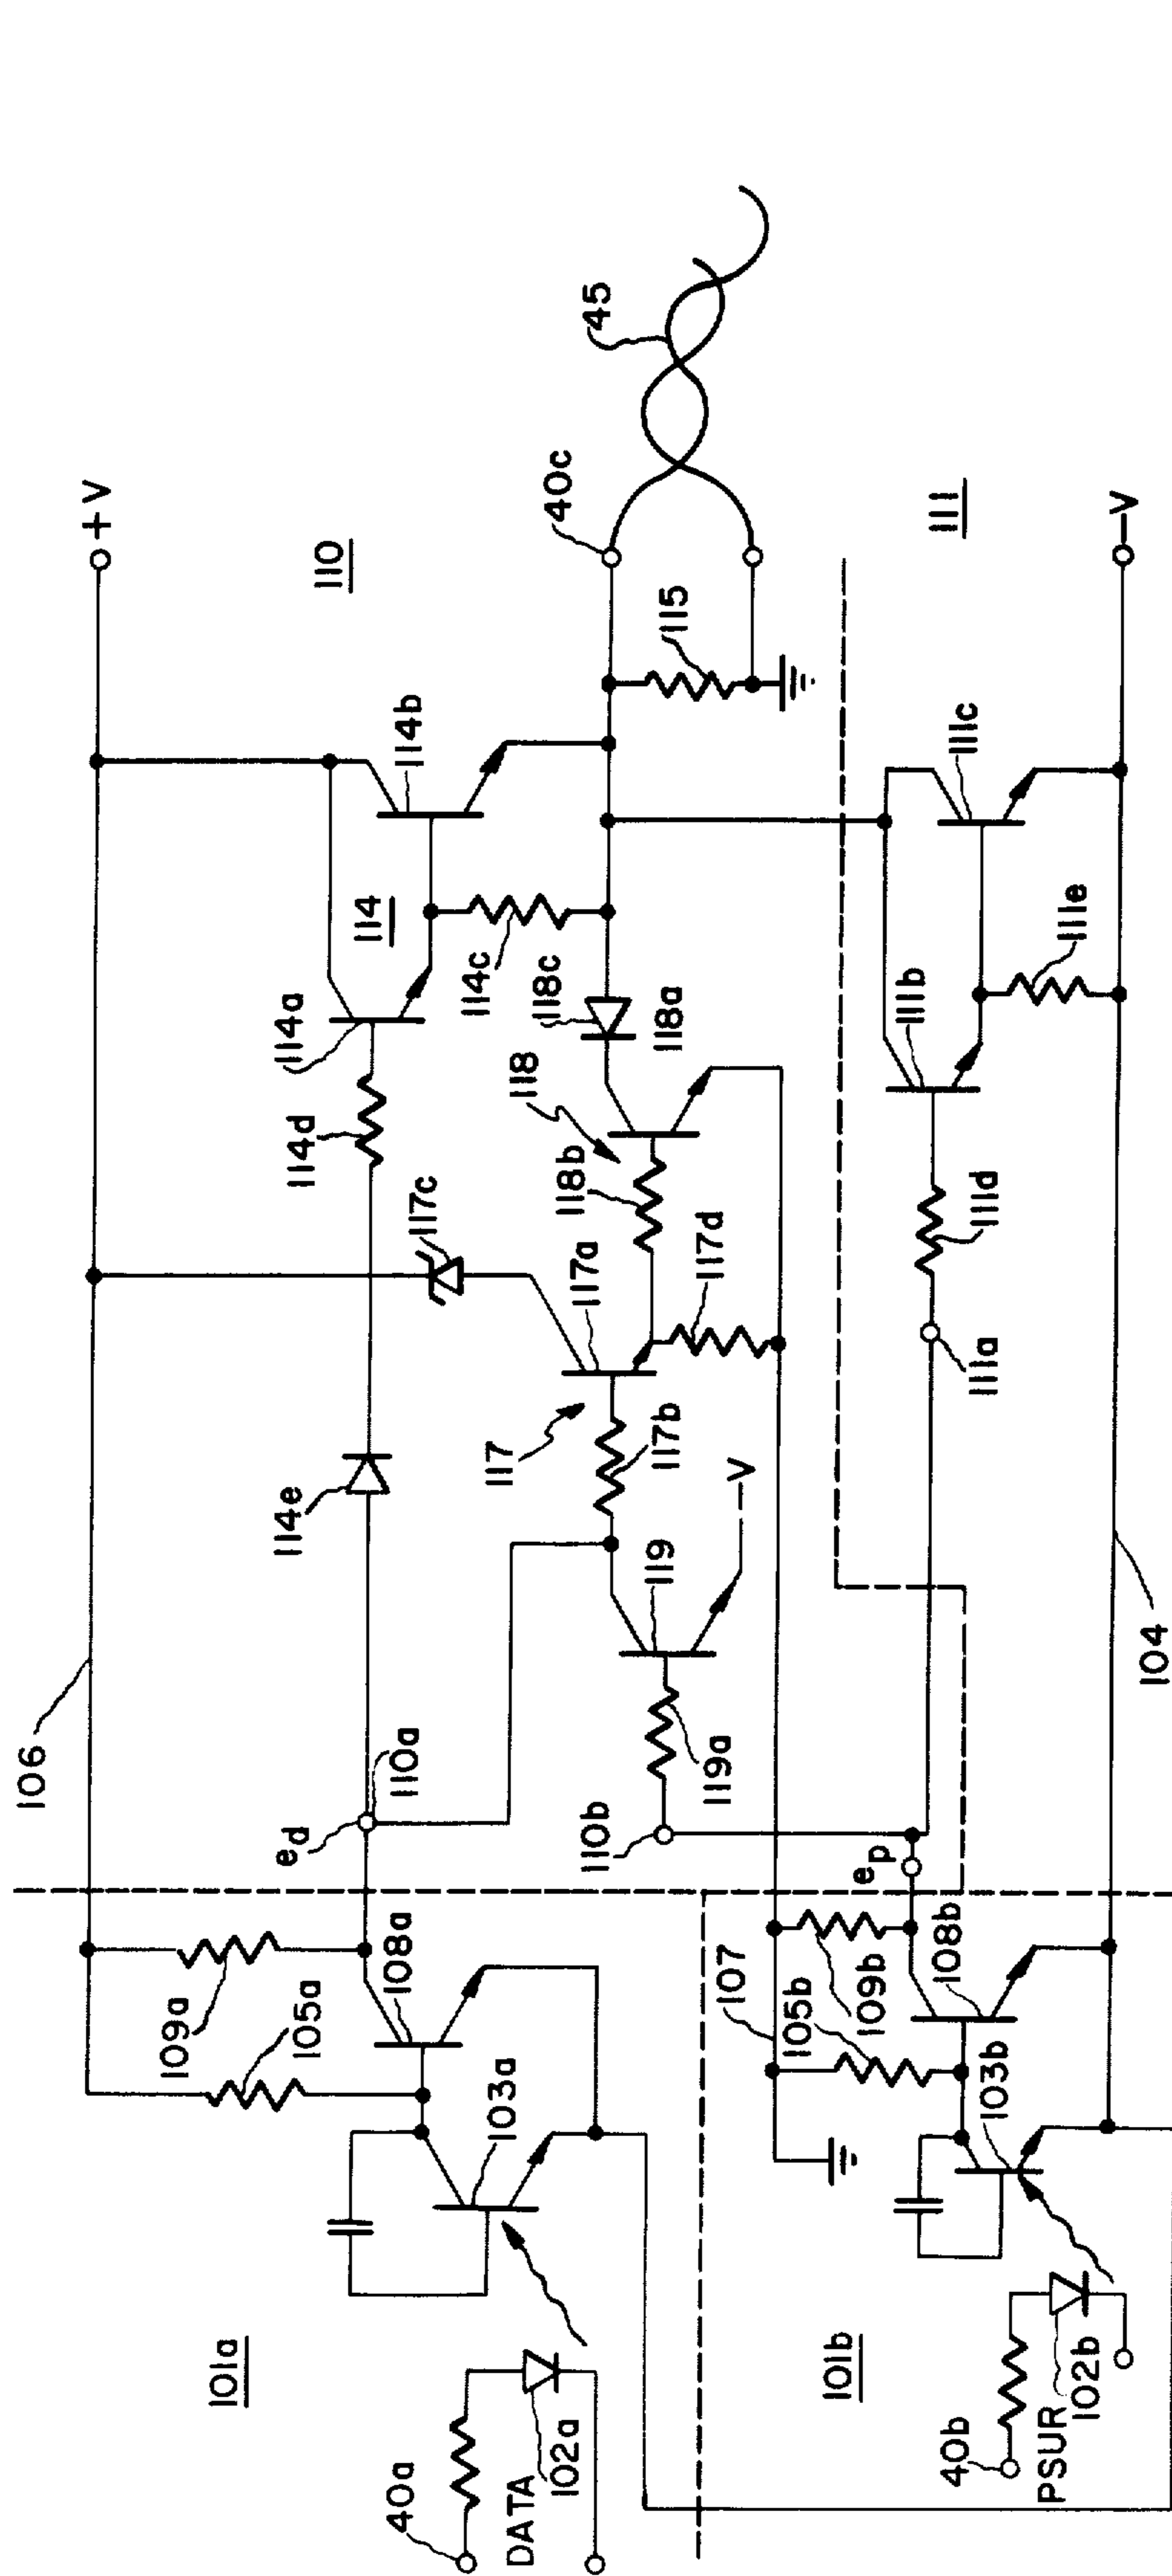 106
+V
110
109a
105a
108a
103a
101a
40a
DATA
102a
ed
110a
114e
114d
114a
114
114b
114c
117c
117a
117
117b
117d
118
118b
118c
118a
40c
45
115
119
-V
119a
110b
ep
107
109b
105b
108b
103b
101b
40b
PSUR
102b
111
111a
111d
111b
111c
111e
-V
104